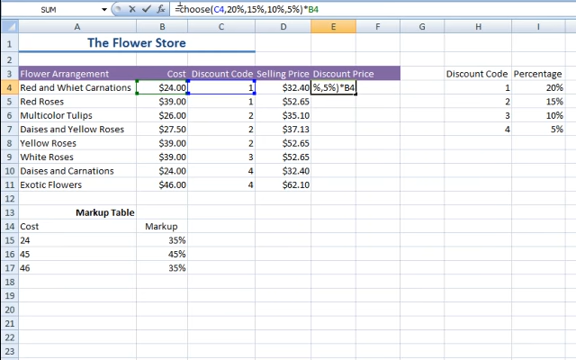 SUM =choose(C4,20%,15%,10%,5%)*B4
A B C D E F G H I
1 The Flower Store
2
3 Flower Arrangement Cost Discount Code Selling Price Discount Price Discount Code Percentage
4 Red and Whiet Carnations $24.00 1 $32.40 %,5%)*B4 1 20%
5 Red Roses $39.00 1 $52.65 2 15%
6 Multicolor Tulips $26.00 2 $35.10 3 10%
7 Daises and Yellow Roses $27.50 2 $37.13 4 5%
8 Yellow Roses $39.00 2 $52.65
9 White Roses $39.00 3 $52.65
10 Daises and Carnations $24.00 4 $32.40
11 Exotic Flowers $46.00 4 $62.10
12
13 Markup Table
14 Cost Markup
15 24 35%
16 45 45%
17 46 35%
18
19
20
21
22
23